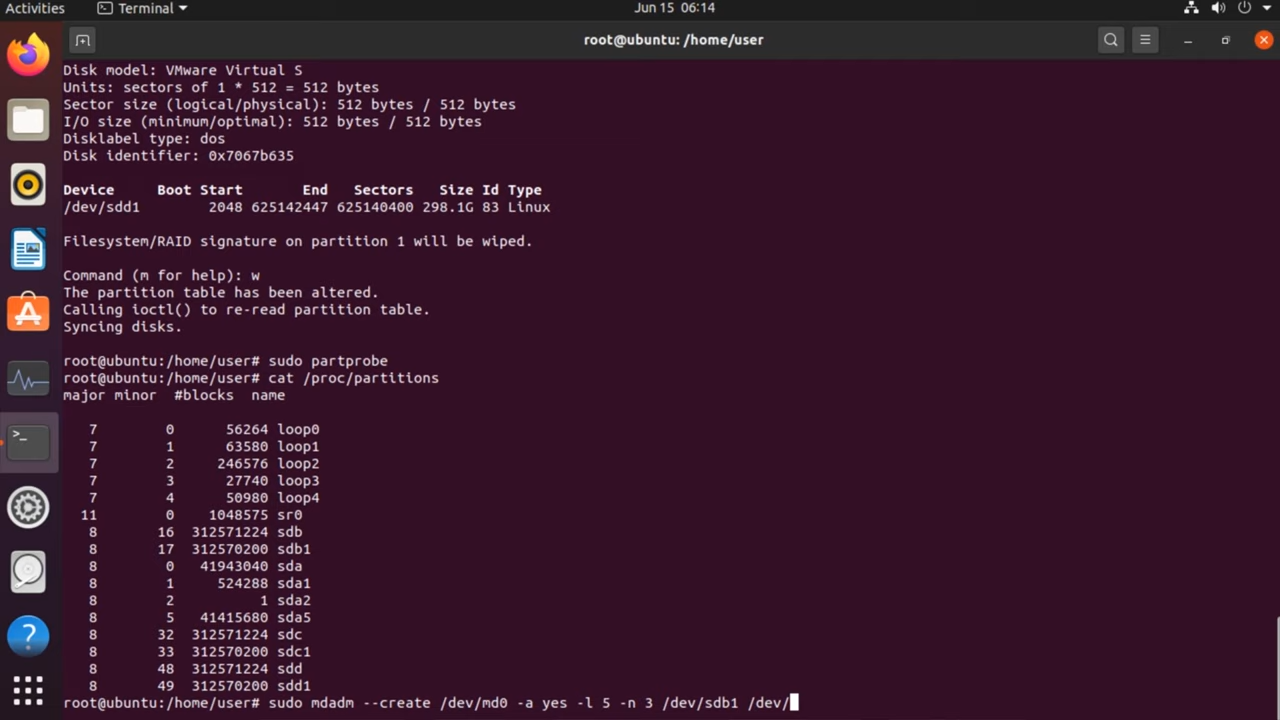 Activities Terminal Jun 15 06:14
root@ubuntu: /home/user
Disk model: VMware Virtual S
Units: sectors of 1 * 512 = 512 bytes
Sector size (logical/physical): 512 bytes / 512 bytes
I/O size (minimum/optimal): 512 bytes / 512 bytes
Disklabel type: dos
Disk identifier: 0x7067b635
Device Boot Start End Sectors Size Id Type
/dev/sdd1 2048 625142447 625140400 298.1G 83 Linux
Filesystem/RAID signature on partition 1 will be wiped.
Command (m for help): w
The partition table has been altered.
Calling ioctl() to re-read partition table.
Syncing disks.
root@ubuntu:/home/user# sudo partprobe
root@ubuntu:/home/user# cat /proc/partitions
major minor #blocks name
7 0 56264 loop0
7 1 63580 loop1
7 2 246576 loop2
7 3 27740 loop3
7 4 50980 loop4
11 0 1048575 sr0
8 16 312571224 sdb
8 17 312570200 sdb1
8 0 41943040 sda
8 1 524288 sda1
8 2 1 sda2
8 5 41415680 sda5
8 32 312571224 sdc
8 33 312570200 sdc1
8 48 312571224 sdd
8 49 312570200 sdd1
root@ubuntu:/home/user# sudo mdadm --create /dev/md0 -a yes -l 5 -n 3 /dev/sdb1 /dev/